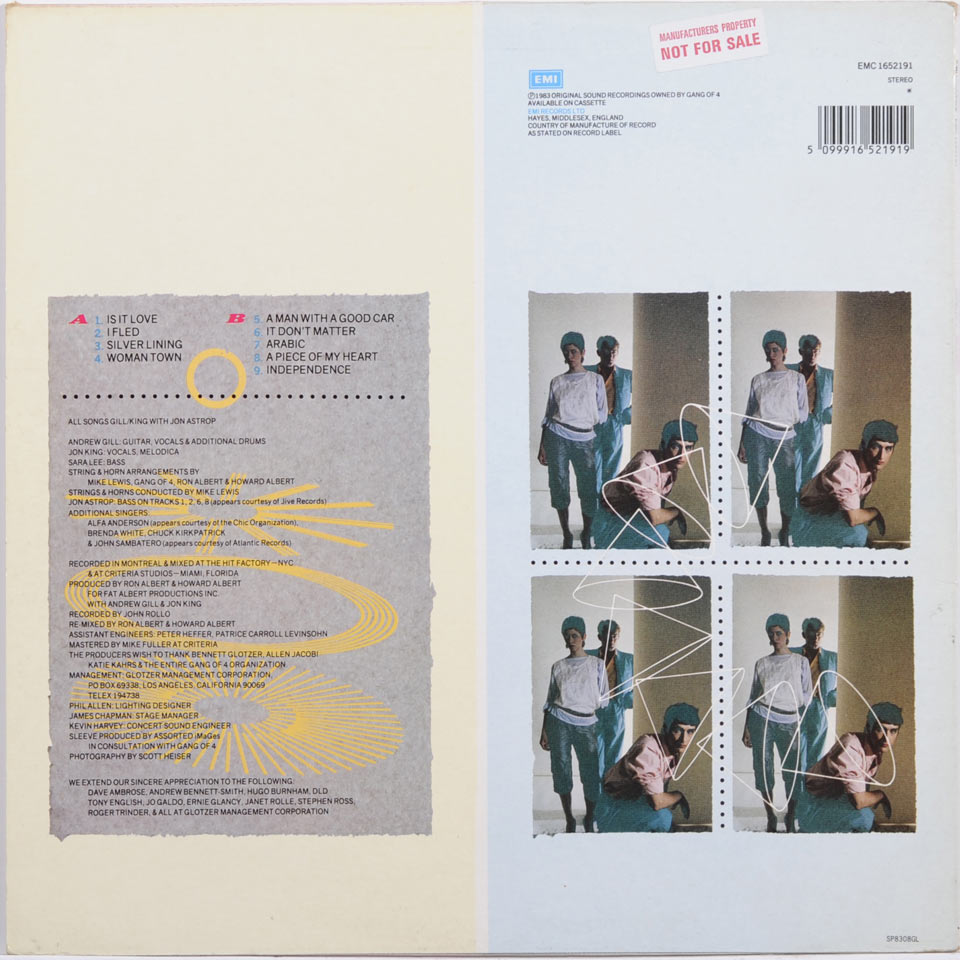 MANUFACTURERS PROPERTY
NOT FOR SALE
EMI
Ⓟ1983 ORIGINAL SOUND RECORDINGS OWNED BY GANG OF 4
AVAILABLE ON CASSETTE
EMI RECORDS LTD
HAYES, MIDDLESEX, ENGLAND
COUNTRY OF MANUFACTURE OF RECORD
AS STATED ON RECORD LABEL
EMC 1652191
STEREO
5 099916 521919
A 1. IS IT LOVE
2. I FLED
3. SILVER LINING
4. WOMAN TOWN
B 5. A MAN WITH A GOOD CAR
6. IT DON'T MATTER
7. ARABIC
8. A PIECE OF MY HEART
9. INDEPENDENCE
ALL SONGS GILL/KING WITH JON ASTROP
ANDREW GILL: GUITAR, VOCALS & ADDITIONAL DRUMS
JON KING: VOCALS, MELODICA
SARA LEE: BASS
STRING & HORN ARRANGEMENTS BY
MIKE LEWIS, GANG OF 4, RON ALBERT & HOWARD ALBERT
STRINGS & HORNS CONDUCTED BY MIKE LEWIS
JON ASTROP: BASS ON TRACKS 1, 2, 6, 8 (appears courtesy of Jive Records)
ADDITIONAL SINGERS:
ALFA ANDERSON (appears courtesy of the Chic Organization),
BRENDA WHITE, CHUCK KIRKPATRICK
& JOHN SAMBATERO (appears courtesy of Atlantic Records)
RECORDED IN MONTREAL & MIXED AT THE HIT FACTORY—NYC
& AT CRITERIA STUDIOS—MIAMI, FLORIDA
PRODUCED BY RON ALBERT & HOWARD ALBERT
FOR FAT ALBERT PRODUCTIONS INC.
WITH ANDREW GILL & JON KING
RECORDED BY JOHN ROLLO
RE-MIXED BY RON ALBERT & HOWARD ALBERT
ASSISTANT ENGINEERS: PETER HEFFER, PATRICE CARROLL LEVINSOHN
MASTERED BY MIKE FULLER AT CRITERIA
THE PRODUCERS WISH TO THANK BENNETT GLOTZER, ALLEN JACOBI
KATIE KAHRS & THE ENTIRE GANG OF 4 ORGANIZATION
MANAGEMENT: GLOTZER MANAGEMENT CORPORATION,
PO BOX 69338, LOS ANGELES, CALIFORNIA 90069
TELEX 194738
PHIL ALLEN: LIGHTING DESIGNER
JAMES CHAPMAN: STAGE MANAGER
KEVIN HARVEY: CONCERT SOUND ENGINEER
SLEEVE PRODUCED BY ASSORTED iMaGes
IN CONSULTATION WITH GANG OF 4
PHOTOGRAPHY BY SCOTT HEISER
WE EXTEND OUR SINCERE APPRECIATION TO THE FOLLOWING:
DAVE AMBROSE, ANDREW BENNETT-SMITH, HUGO BURNHAM, DLD
TONY ENGLISH, JO GALDO, ERNIE GLANCY, JANET ROLLE, STEPHEN ROSS,
ROGER TRINDER, & ALL AT GLOTZER MANAGEMENT CORPORATION
SP8308GL